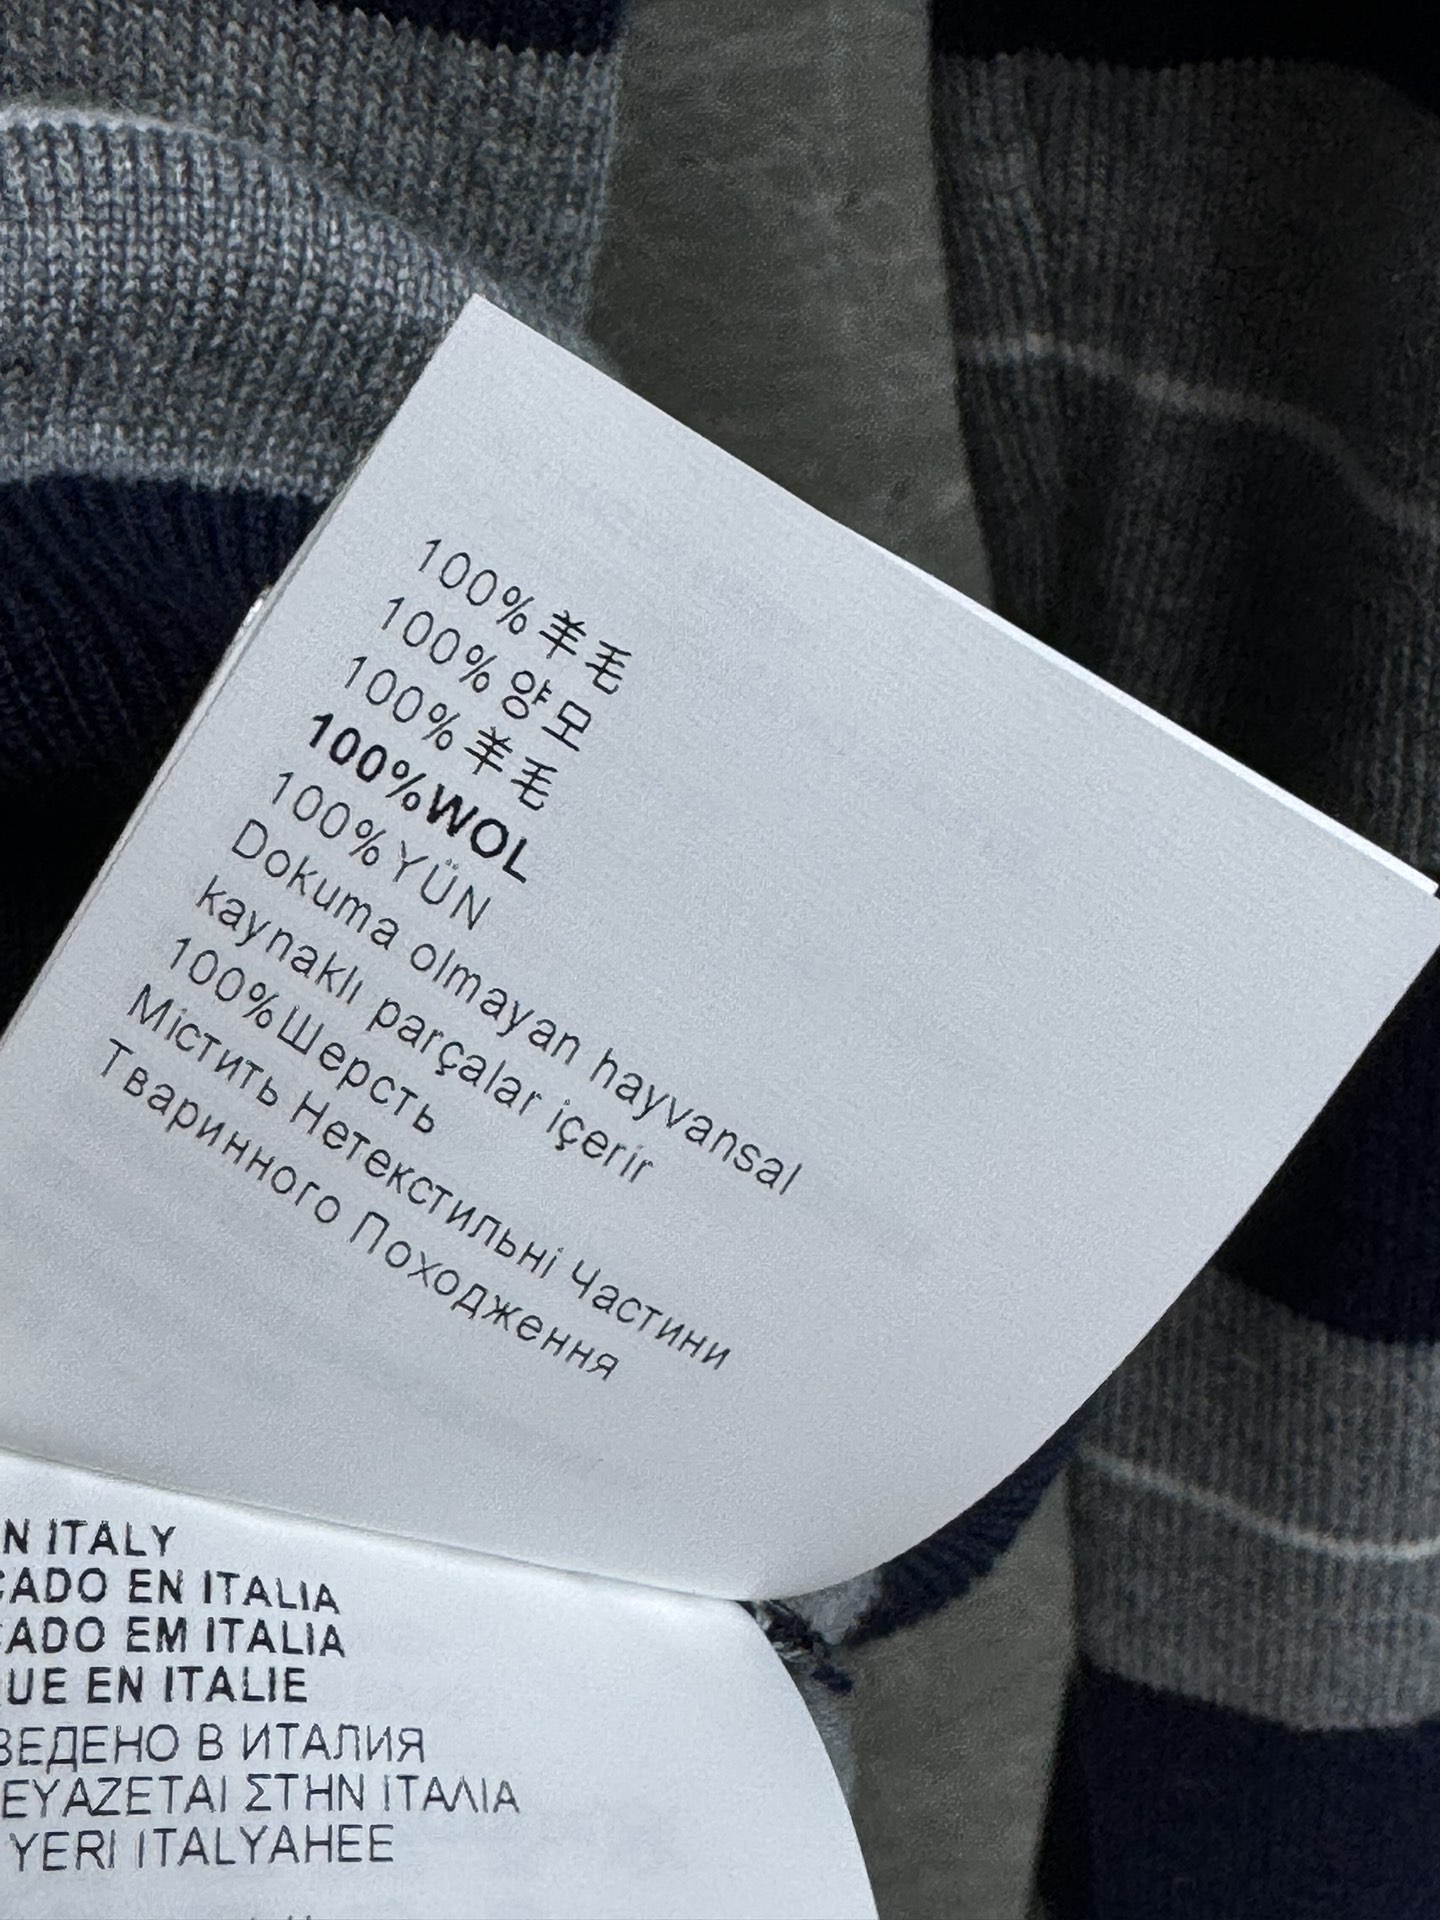 100%羊毛
100%양모
100%羊毛
100%WOL
100%YÜN
Dokuma olmayan hayvansal
kaynaklı parçalar içerir
100%Шерсть
Містить Нетекстильні Частини
Тваринного Походження
N ITALY
CADO EN ITALIA
CADO EM ITALIA
QUE EN ITALIE
ВЕДЕНО В ИТАЛИЯ
ΕΥΑΖΕΤΑΙ ΣΤΗΝ ΙΤΑΛΙΑ
YERI ITALYAHEE